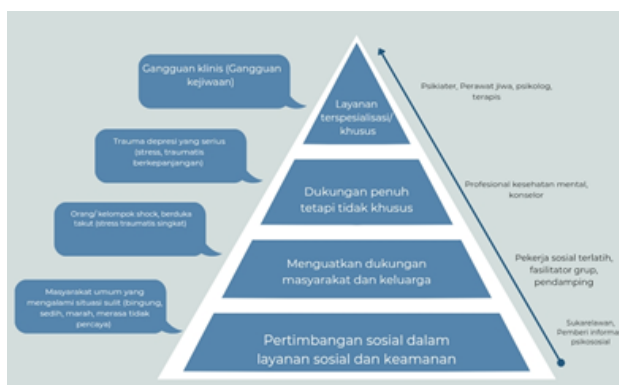 Gangguan klinis (Gangguan
kejiwaan)
Layanan
terspesialisasi/
khusus
Psikiater, Perawat jiwa, psikolog,
terapis
Trauma depresi yang serius
(stress, traumatis
berkepanjangan)
Dukungan penuh
tetapi tidak khusus
Profesional kesehatan mental,
konselor
Orang/ kelompok shock, berduka
takut (stress traumatis singkat)
Menguatkan dukungan
masyarakat dan keluarga
Pekerja sosial terlatih,
fasilitator grup,
pendamping
Masyarakat umum yang
mengalami situasi sulit (bingung,
sedih, marah, merasa tidak
percaya)
Pertimbangan sosial dalam
layanan sosial dan keamanan
Sukarelawan,
Pemberi informa
psikososial